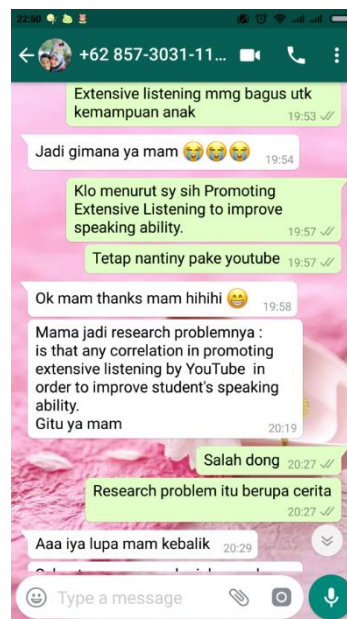 22:50
+62 857-3031-11...
Extensive listening mmg bagus utk
kemampuan anak
19:53
Jadi gimana ya mam 😭😭😭
19:54
Klo menurut sy sih Promoting
Extensive Listening to improve
speaking ability.
19:57
Tetap nantiny pake youtube 19:57
Ok mam thanks mam hihihi 😁
19:58
Mama jadi research problemnya :
is that any correlation in promoting
extensive listening by YouTube in
order to improve student's speaking
ability.
Gitu ya mam
20:19
Salah dong 20:27
Research problem itu berupa cerita
20:27
Aaa iya lupa mam kebalik 20:29
Type a message